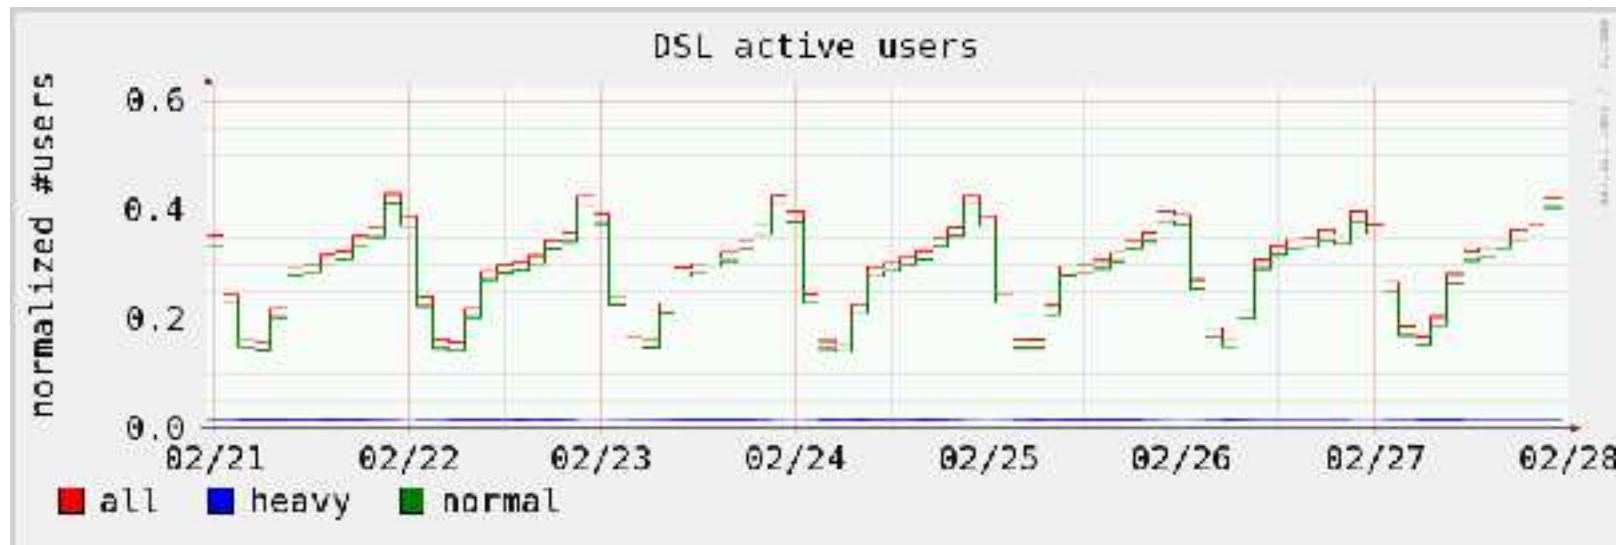 DSL active users
normalized #users
0.6
0.4
0.2
0.0
02/21 02/22 02/23 02/24 02/25 02/26 02/27 02/28
all heavy normal